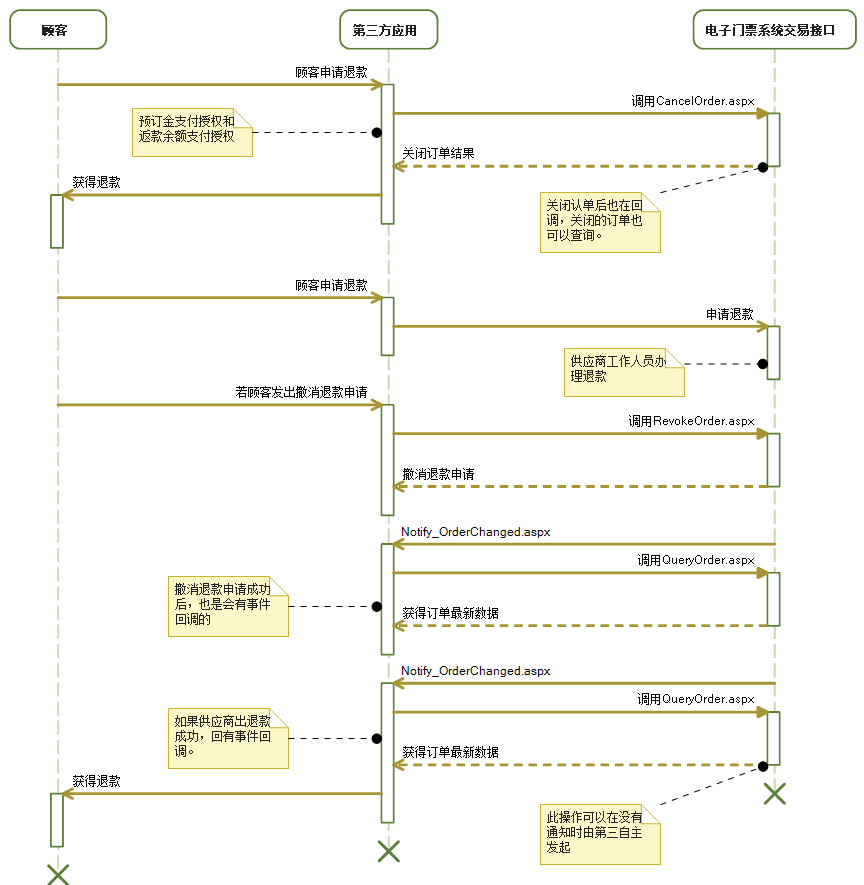 顾客
第三方应用
电子门票系统交易接口
顾客申请退款
调用CancelOrder.aspx
预订金支付授权和
返款余额支付授权
关闭订单结果
获得退款
关闭认单后也在回
调，关闭的订单也
可以查询。
顾客申请退款
申请退款
供应商工作人员办
理退款
若顾客发出撤消退款申请
调用RevokeOrder.aspx
撤消退款申请
Notify_OrderChanged.aspx
调用QueryOrder.aspx
撤消退款申请成功
后，也是会有事件
回调的
获得订单最新数据
Notify_OrderChanged.aspx
调用QueryOrder.aspx
如果供应商出退款
成功，回有事件回
调。
获得订单最新数据
获得退款
此操作可以在没有
通知时由第三自主
发起